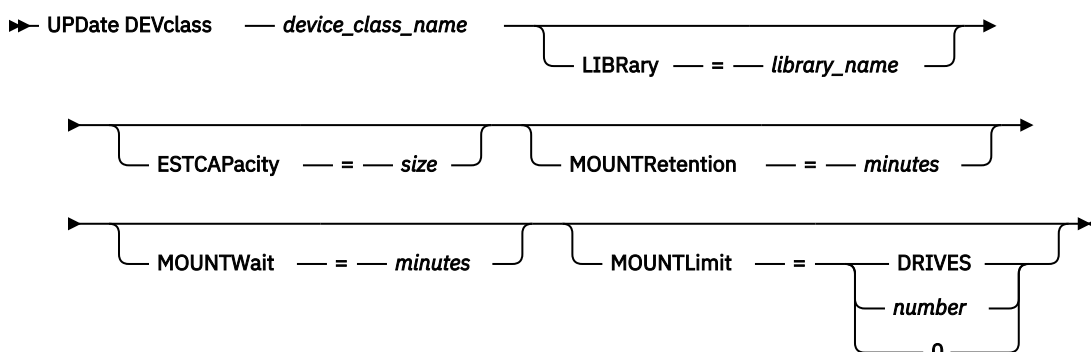 UPDate DEVclass device_class_name
LIBRary = library_name
ESTCAPacity = size MOUNTRetention = minutes
MOUNTWait = minutes MOUNTLimit = DRIVES
number
0